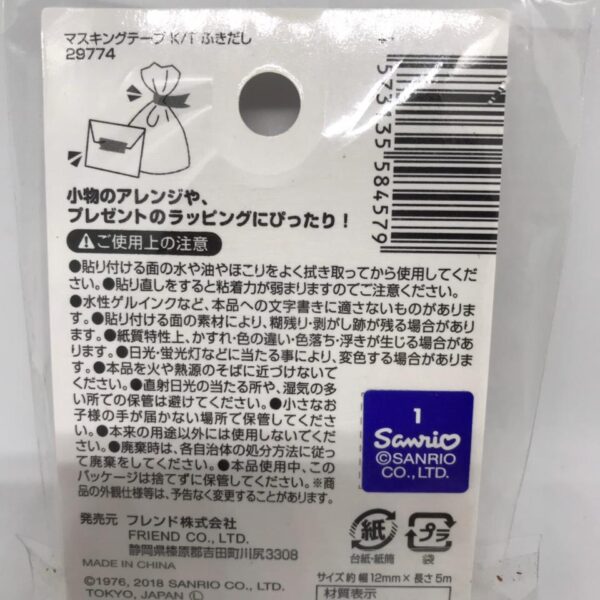 マスキングテープ K/T ふきだし
29774
573135 584579
小物のアレンジや、
プレゼントのラッピングにぴったり！
ご使用上の注意
●貼り付ける面の水や油やほこりをよく拭き取ってから使用してくだ
さい。●貼り直しをすると粘着力が弱まりますのでご注意ください。
●水性ゲルインクなど、本品への文字書きに適さないものがありま
す。●貼り付ける面の素材により、糊残り・剥がし跡が残る場合があり
ます。●紙質特性上、かすれ・色の違い・色落ち・浮きが生じる場合があ
ります。●日光・蛍光灯などに当たる事により、変色する場合がありま
す。●本品を火や熱源のそばに近づけないで
ください。●直射日光の当たる所や、湿気の多
い所での保管は避けてください。●小さなお
子様の手が届かない場所で保管してくださ
い。●本来の用途以外には使用しないでくだ
さい。●廃棄時は、各自治体の処分方法に従っ
て廃棄をしてください。●本品使用中、この
パッケージは捨てずに保管してください。※商
品の外観仕様等は、予告なく変更することがあります。
1
Sanrio
©SANRIO
CO., LTD.
発売元 フレンド株式会社
FRIEND CO., LTD.
静岡県榛原郡吉田町川尻3308
MADE IN CHINA
紙
台紙・紙筒
プラ
袋
©1976, 2018 SANRIO CO., LTD.
TOKYO, JAPAN Ⓛ
サイズ 約 幅12mm×長さ5m
材質表示